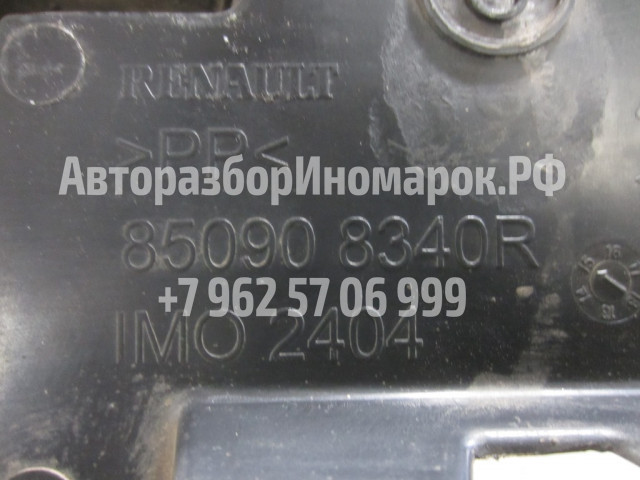 RENAULT
>PP<
АвторазборИномарок.РФ
85090 8340R
+7 962 57 06 999
IMO 2404